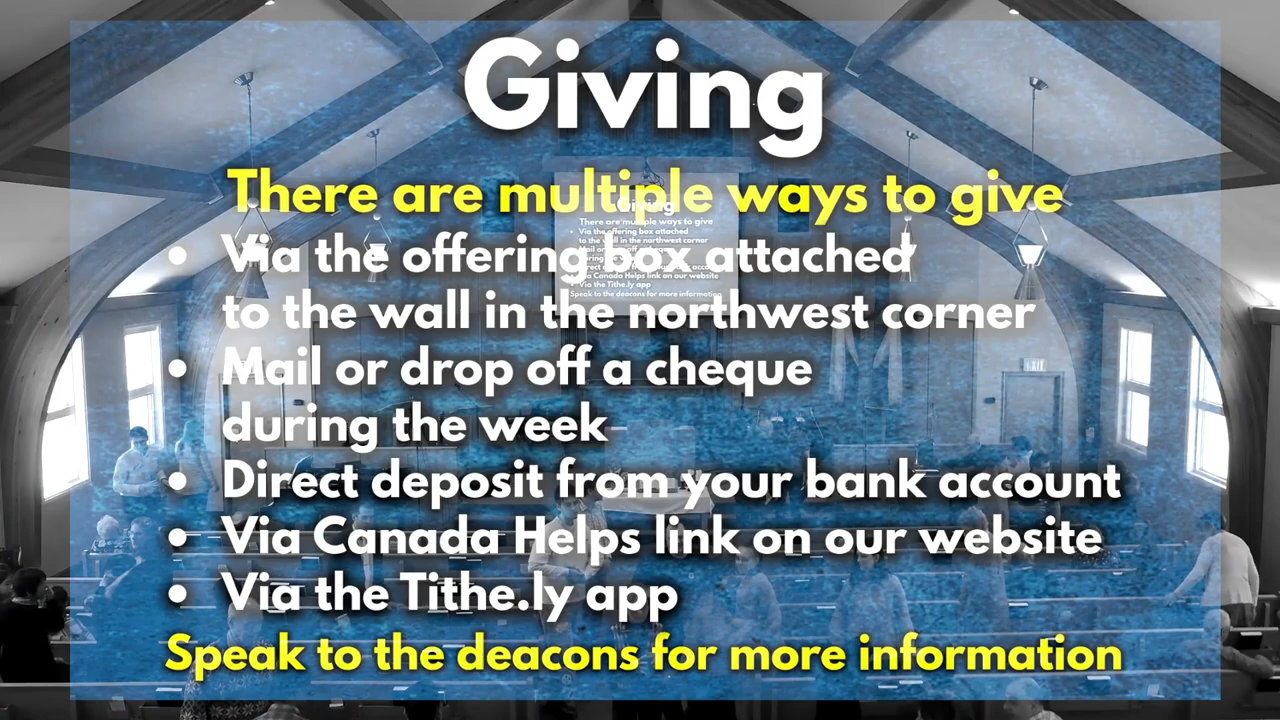 Giving
There are multiple ways to give
• Via the offering box attached
to the wall in the northwest corner
• Mail or drop off a cheque
during the week
• Direct deposit from your bank account
• Via Canada Helps link on our website
• Via the Tithe.ly app
Speak to the deacons for more information